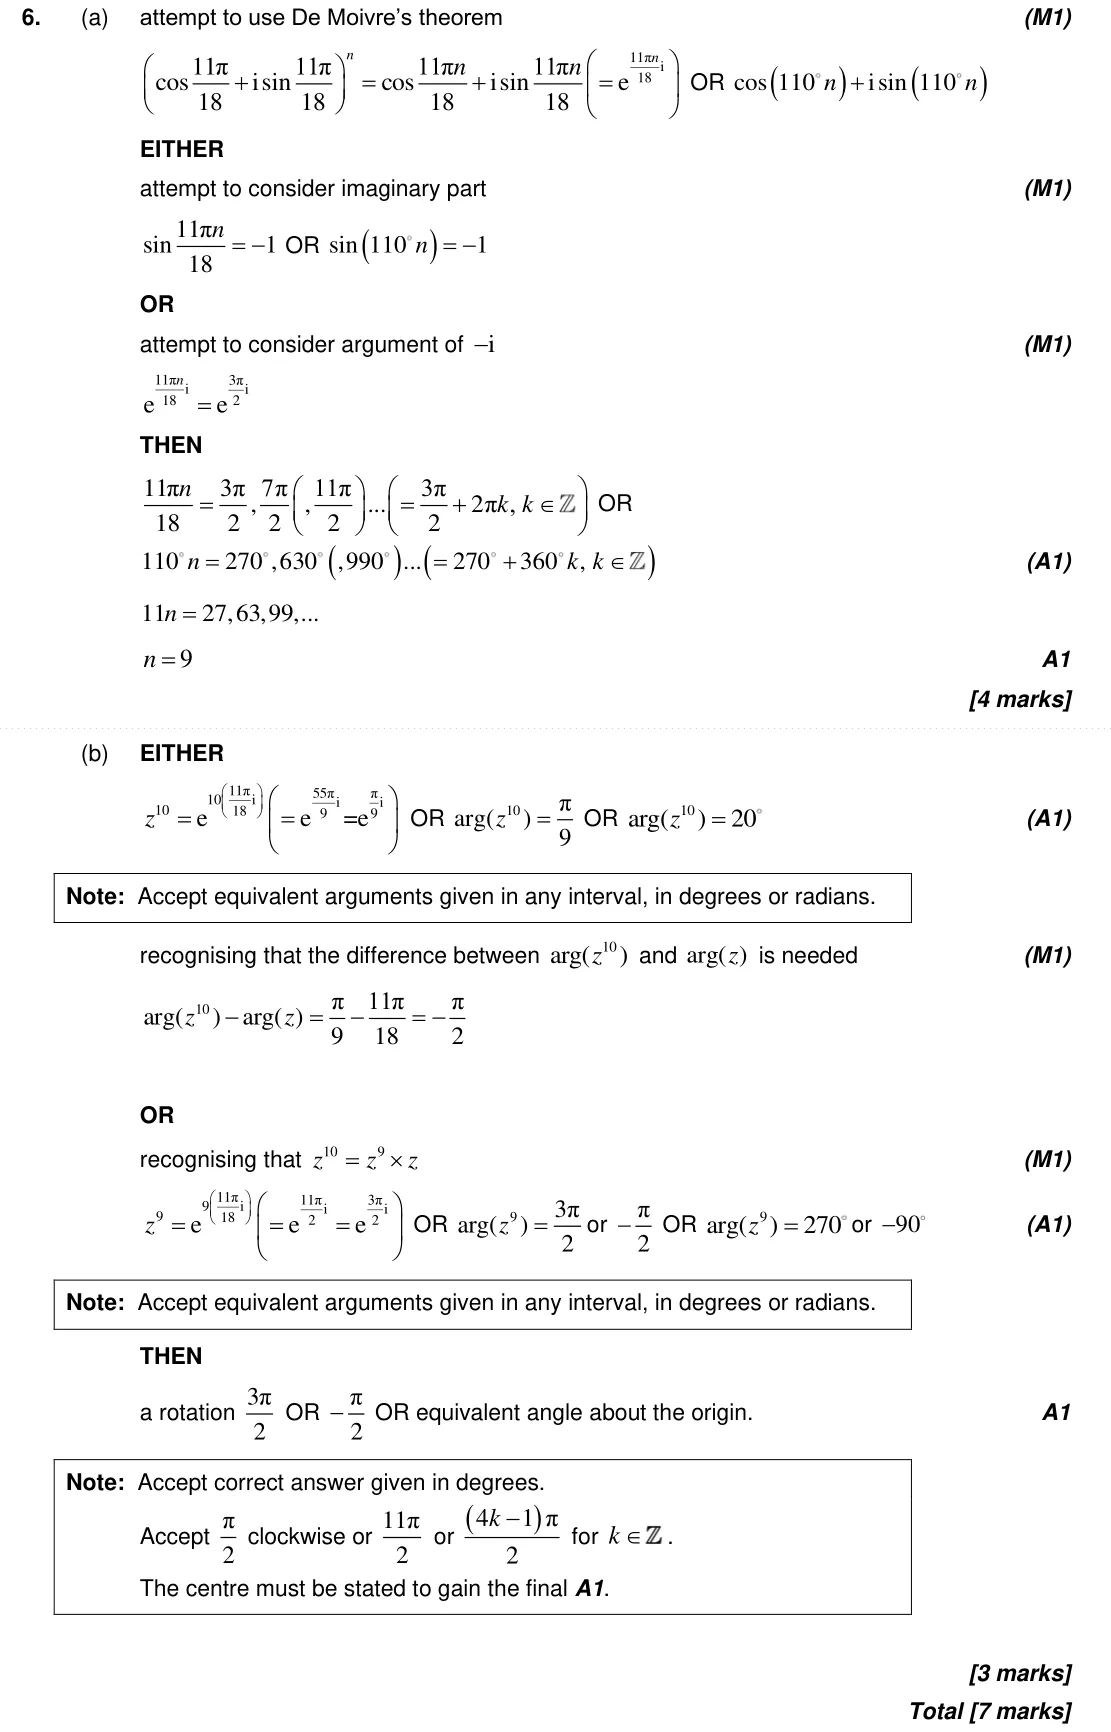 6. (a) attempt to use De Moivre's theorem (M1)
(cos 11π/18 + i sin 11π/18)ⁿ = cos 11πn/18 + i sin 11πn/18 (= e^(11πn/18 i)) OR cos(110°n) + i sin(110°n)
EITHER
attempt to consider imaginary part (M1)
sin 11πn/18 = −1 OR sin(110°n) = −1
OR
attempt to consider argument of −i (M1)
e^(11πn/18 i) = e^(3π/2 i)
THEN
11πn/18 = 3π/2, 7π/2 (, 11π/2)... (= 3π/2 + 2πk, k ∈ ℤ) OR
110°n = 270°, 630° (, 990°)... (= 270° + 360°k, k ∈ ℤ) (A1)
11n = 27, 63, 99, ...
n = 9 A1
[4 marks]
(b) EITHER
z¹⁰ = e^(10(11π/18 i)) (= e^(55π/9 i) = e^(π/9 i)) OR arg(z¹⁰) = π/9 OR arg(z¹⁰) = 20° (A1)
Note: Accept equivalent arguments given in any interval, in degrees or radians.
recognising that the difference between arg(z¹⁰) and arg(z) is needed (M1)
arg(z¹⁰) − arg(z) = π/9 − 11π/18 = −π/2
OR
recognising that z¹⁰ = z⁹ × z (M1)
z⁹ = e^(9(11π/18 i)) (= e^(11π/2 i) = e^(3π/2 i)) OR arg(z⁹) = 3π/2 or −π/2 OR arg(z⁹) = 270° or −90° (A1)
Note: Accept equivalent arguments given in any interval, in degrees or radians.
THEN
a rotation 3π/2 OR −π/2 OR equivalent angle about the origin. A1
Note: Accept correct answer given in degrees.
Accept π/2 clockwise or 11π/2 or (4k−1)π/2 for k ∈ ℤ.
The centre must be stated to gain the final A1.
[3 marks]
Total [7 marks]